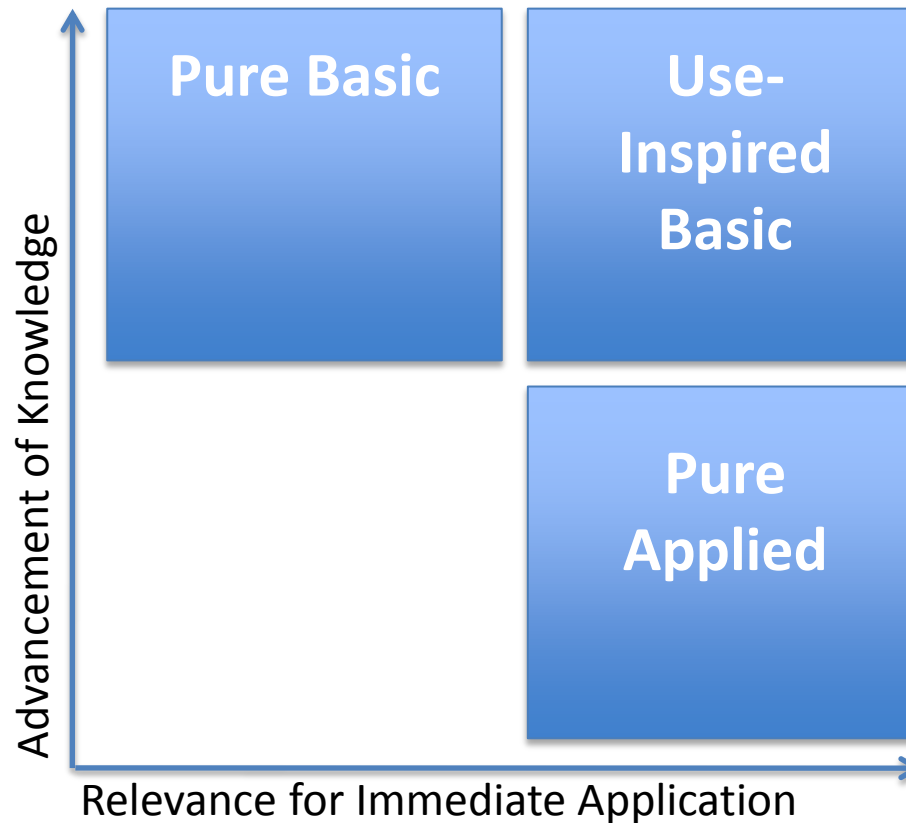 Pure Basic
Use-
Inspired
Basic
Advancement of Knowledge
Pure
Applied
Relevance for Immediate Application